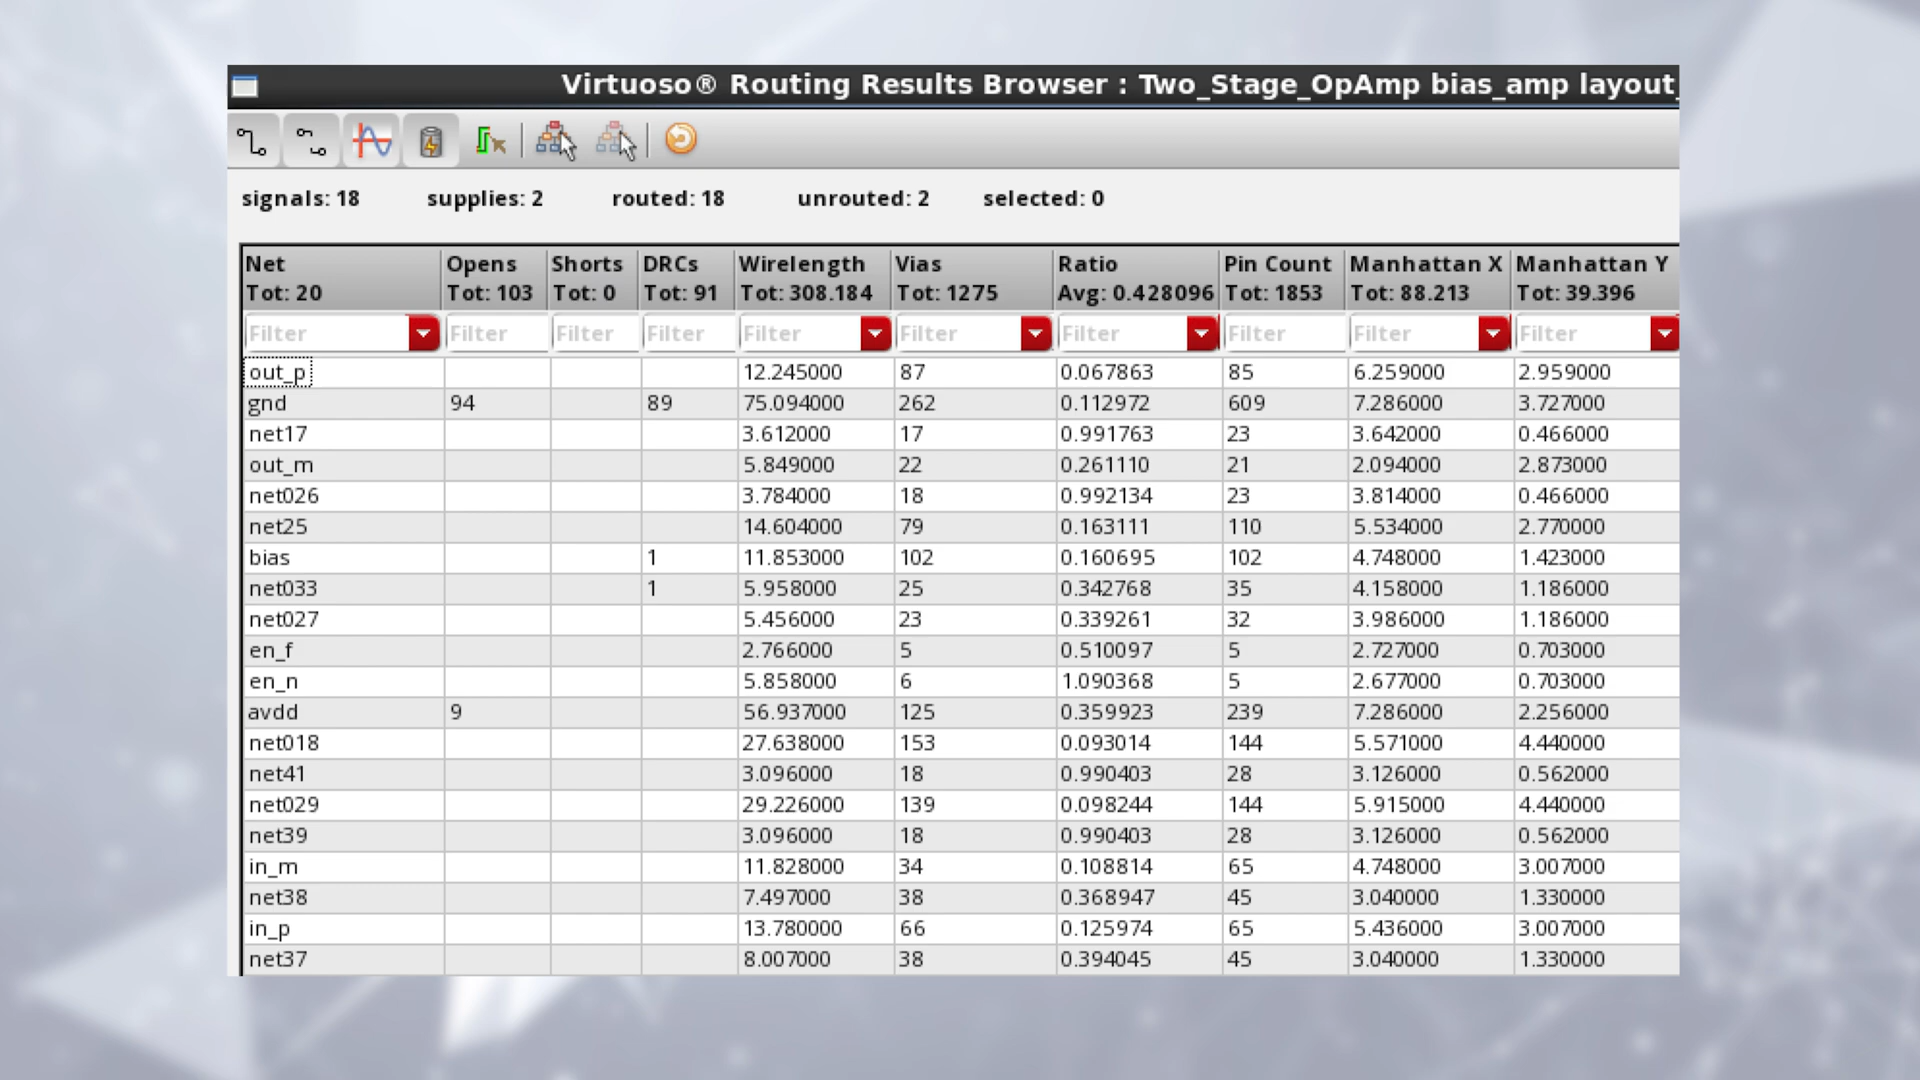 Virtuoso® Routing Results Browser : Two_Stage_OpAmp bias_amp layout_
signals: 18 supplies: 2 routed: 18 unrouted: 2 selected: 0
Net Opens Shorts DRCs Wirelength Vias Ratio Pin Count Manhattan X Manhattan Y
Tot: 20 Tot: 103 Tot: 0 Tot: 91 Tot: 308.184 Tot: 1275 Avg: 0.428096 Tot: 1853 Tot: 88.213 Tot: 39.396
Filter Filter Filter Filter Filter Filter Filter Filter Filter Filter
out_p 12.245000 87 0.067863 85 6.259000 2.959000
gnd 94 89 75.094000 262 0.112972 609 7.286000 3.727000
net17 3.612000 17 0.991763 23 3.642000 0.466000
out_m 5.849000 22 0.261110 21 2.094000 2.873000
net026 3.784000 18 0.992134 23 3.814000 0.466000
net25 14.604000 79 0.163111 110 5.534000 2.770000
bias 1 11.853000 102 0.160695 102 4.748000 1.423000
net033 1 5.958000 25 0.342768 35 4.158000 1.186000
net027 5.456000 23 0.339261 32 3.986000 1.186000
en_f 2.766000 5 0.510097 5 2.727000 0.703000
en_n 5.858000 6 1.090368 5 2.677000 0.703000
avdd 9 56.937000 125 0.359923 239 7.286000 2.256000
net018 27.638000 153 0.093014 144 5.571000 4.440000
net41 3.096000 18 0.990403 28 3.126000 0.562000
net029 29.226000 139 0.098244 144 5.915000 4.440000
net39 3.096000 18 0.990403 28 3.126000 0.562000
in_m 11.828000 34 0.108814 65 4.748000 3.007000
net38 7.497000 38 0.368947 45 3.040000 1.330000
in_p 13.780000 66 0.125974 65 5.436000 3.007000
net37 8.007000 38 0.394045 45 3.040000 1.330000